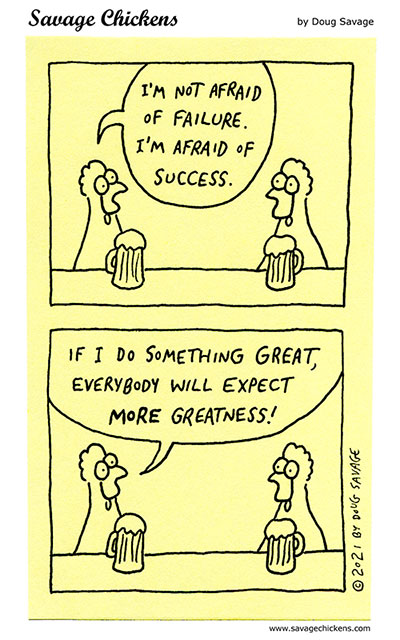 Savage Chickens
by Doug Savage
I'M NOT AFRAID
OF FAILURE.
I'M AFRAID OF
SUCCESS.
IF I DO SOMETHING GREAT,
EVERYBODY WILL EXPECT
MORE GREATNESS!
© 2021 BY DOUG SAVAGE
www.savagechickens.com